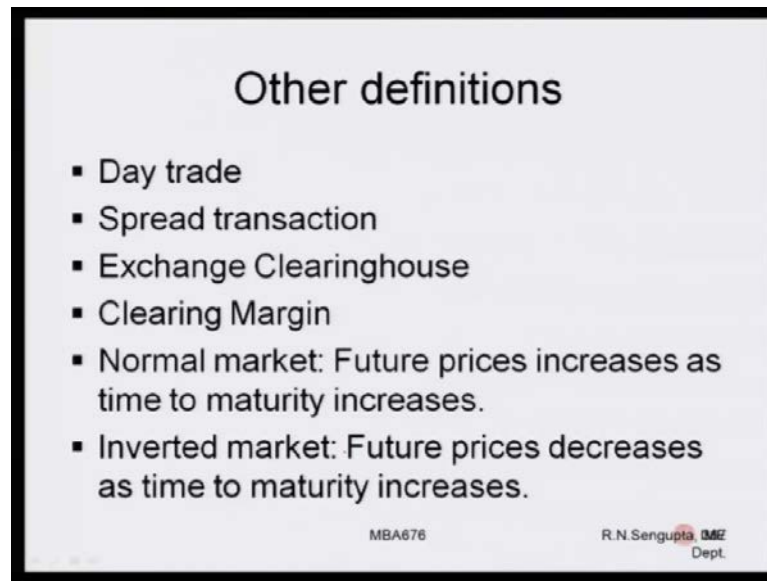 Other definitions
▪ Day trade
▪ Spread transaction
▪ Exchange Clearinghouse
▪ Clearing Margin
▪ Normal market: Future prices increases as
time to maturity increases.
▪ Inverted market: Future prices decreases
as time to maturity increases.
MBA676
R.N.Sengupta,
Dept.